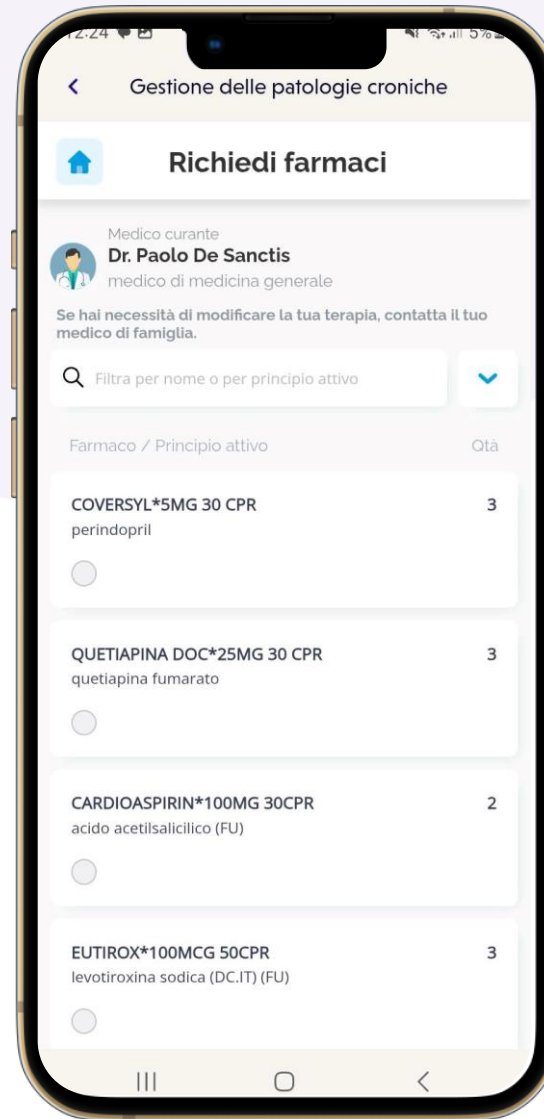 12:24
5%
Gestione delle patologie croniche
Richiedi farmaci
Medico curante
Dr. Paolo De Sanctis
medico di medicina generale
Se hai necessità di modificare la tua terapia, contatta il tuo
medico di famiglia.
Filtra per nome o per principio attivo
Farmaco / Principio attivo Qtà
COVERSYL*5MG 30 CPR 3
perindopril
QUETIAPINA DOC*25MG 30 CPR 3
quetiapina fumarato
CARDIOASPIRIN*100MG 30CPR 2
acido acetilsalicilico (FU)
EUTIROX*100MCG 50CPR 3
levotiroxina sodica (DC.IT) (FU)